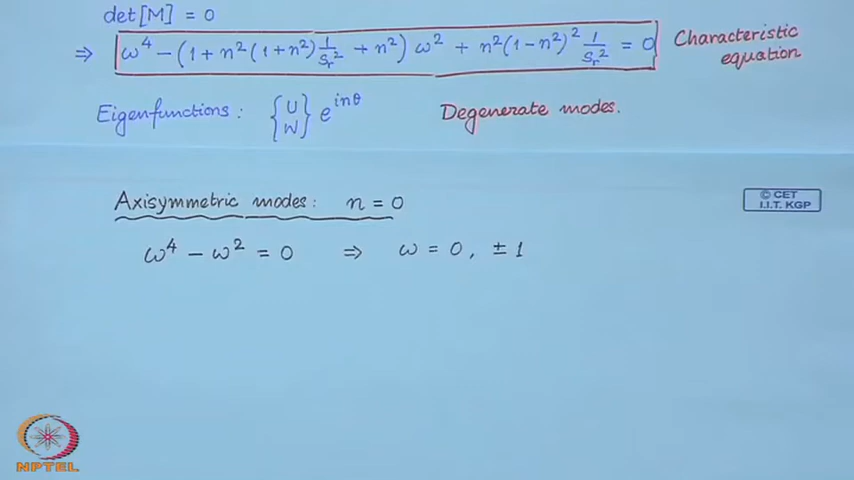 det[M] = 0
⇒ ω⁴ − (1 + n²(1+n²) 1/Sr² + n²) ω² + n²(1−n²)² 1/Sr² = 0 Characteristic equation
Eigenfunctions : {U W} e^{inθ} Degenerate modes.
Axisymmetric modes: n = 0
© CET
I.I.T. KGP
ω⁴ − ω² = 0 ⇒ ω = 0, ± 1
NPTEL